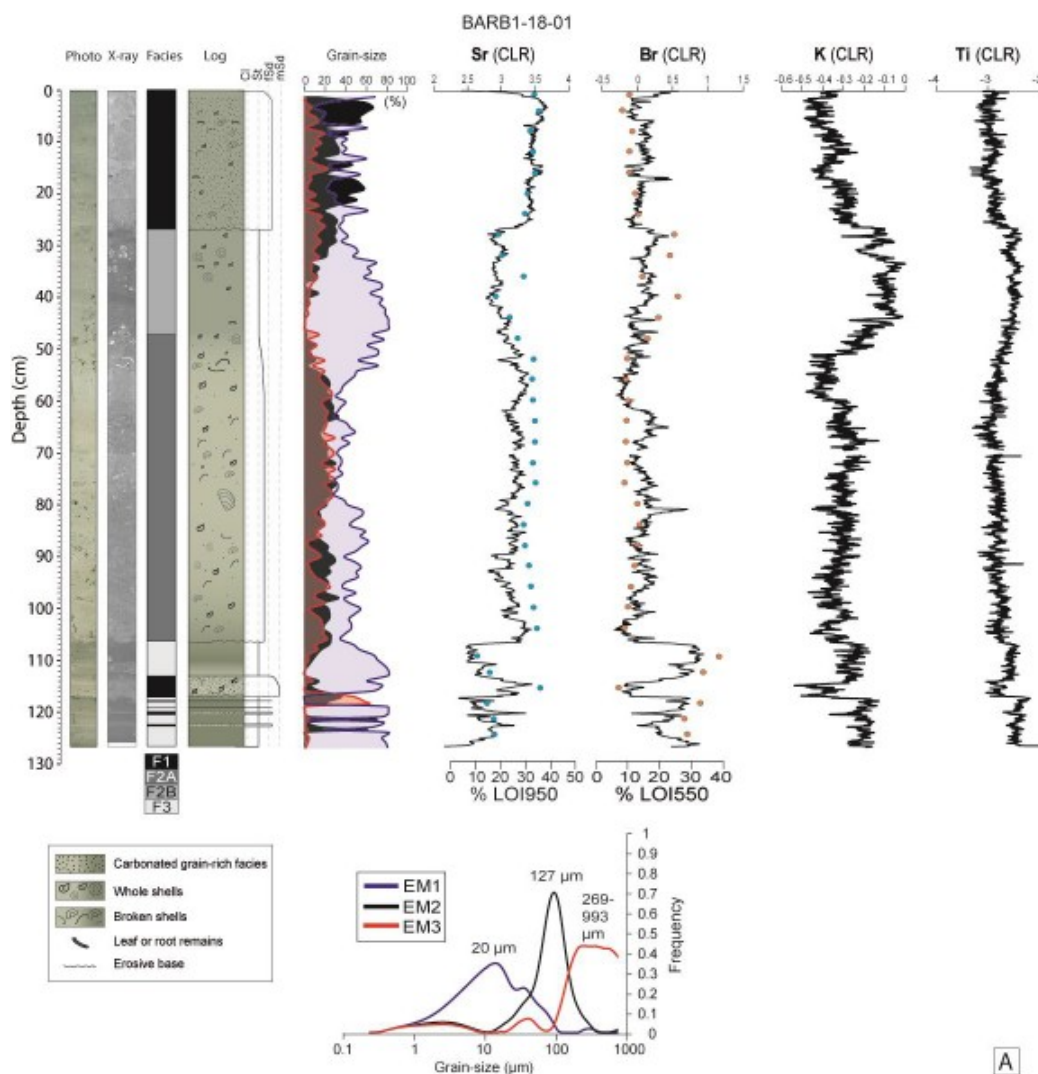 BARB1-18-01
Photo X-ray Facies Log Grain-size Sr (CLR) Br (CLR) K (CLR) Ti (CLR)
Cl St fSd mSd
0 20 40 60 80 100
(%)
2 2.5 3 3.5 4
-1.5 -1 0 0.5 1 1.5
-0.6 -0.5 -0.4 -0.3 -0.2 -0.1 0
-4 -3 -2
Depth (cm)
0
10
20
30
40
50
60
70
80
90
100
110
120
130
F1
F2A
F2B
F3
0 10 20 30 40 50
% LOI950
0 10 20 30 40
% LOI550
Carbonated grain-rich facies
Whole shells
Broken shells
Leaf or root remains
Erosive base
EM1
EM2
EM3
20 µm
127 µm
269-
993
µm
1
0.9
0.8
0.7
0.6
0.5
0.4
0.3
0.2
0.1
0
Frequency
0.1 1 10 100 1000
Grain-size (µm)
A